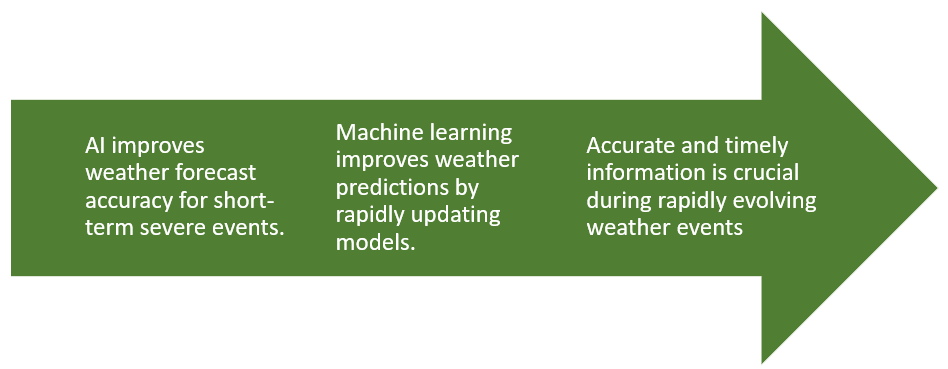 AI improves
weather forecast
accuracy for short-
term severe events.
Machine learning
improves weather
predictions by
rapidly updating
models.
Accurate and timely
information is crucial
during rapidly evolving
weather events